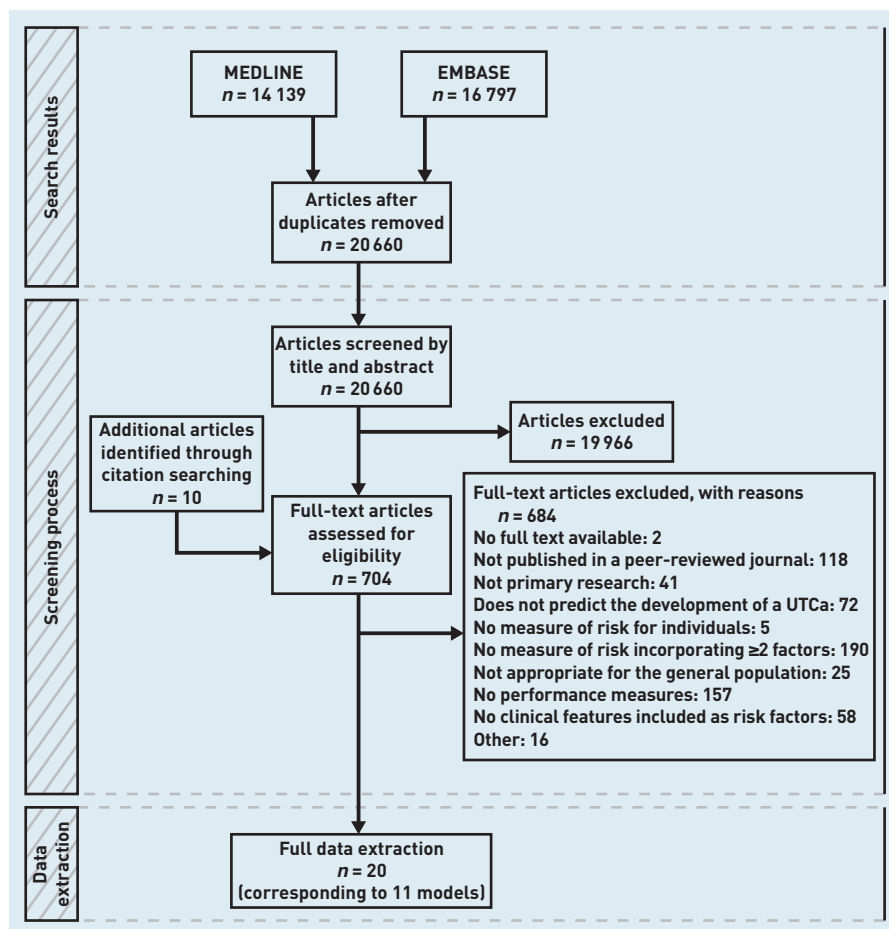 Search results
MEDLINE
n = 14 139
EMBASE
n = 16 797
Articles after
duplicates removed
n = 20 660
Screening process
Articles screened by
title and abstract
n = 20 660
Articles excluded
n = 19 966
Additional articles
identified through
citation searching
n = 10
Full-text articles
assessed for
eligibility
n = 704
Full-text articles excluded, with reasons
n = 684
No full text available: 2
Not published in a peer-reviewed journal: 118
Not primary research: 41
Does not predict the development of a UTCa: 72
No measure of risk for individuals: 5
No measure of risk incorporating ≥2 factors: 190
Not appropriate for the general population: 25
No performance measures: 157
No clinical features included as risk factors: 58
Other: 16
Data
extraction
Full data extraction
n = 20
(corresponding to 11 models)